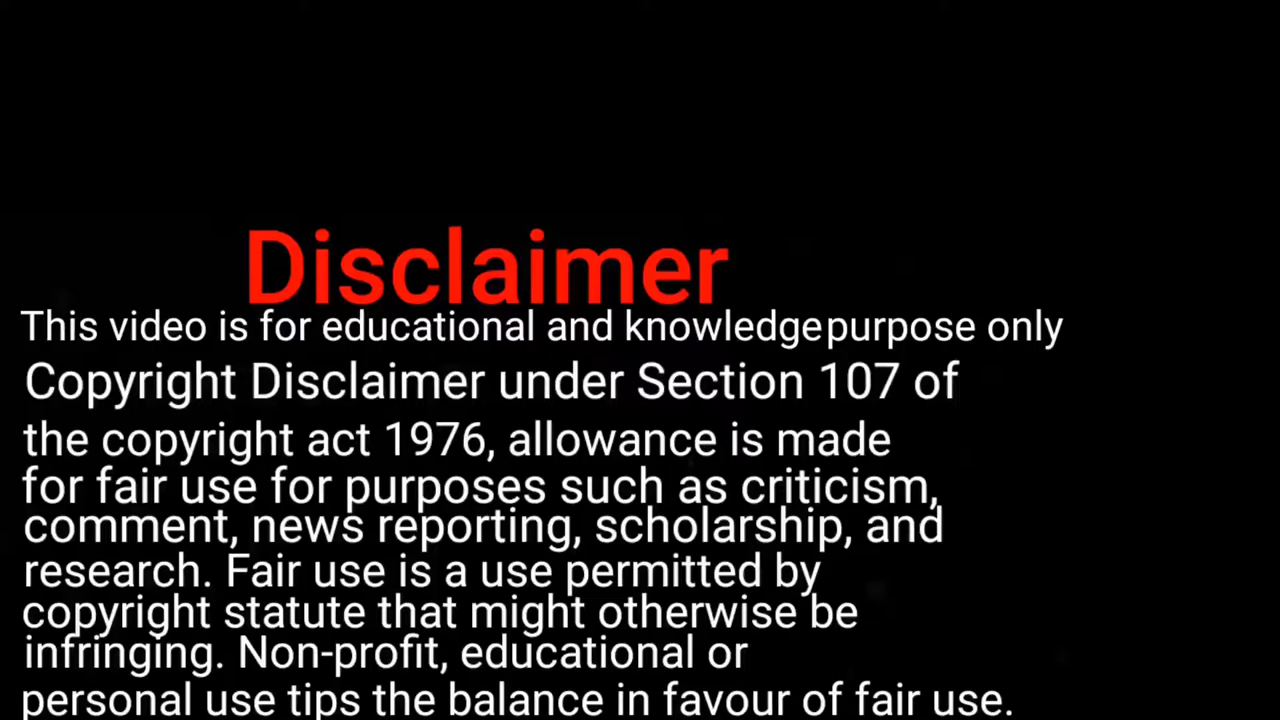 Disclaimer
This video is for educational and knowledgepurpose only
Copyright Disclaimer under Section 107 of
the copyright act 1976, allowance is made
for fair use for purposes such as criticism,
comment, news reporting, scholarship, and
research. Fair use is a use permitted by
copyright statute that might otherwise be
infringing. Non-profit, educational or
personal use tips the balance in favour of fair use.